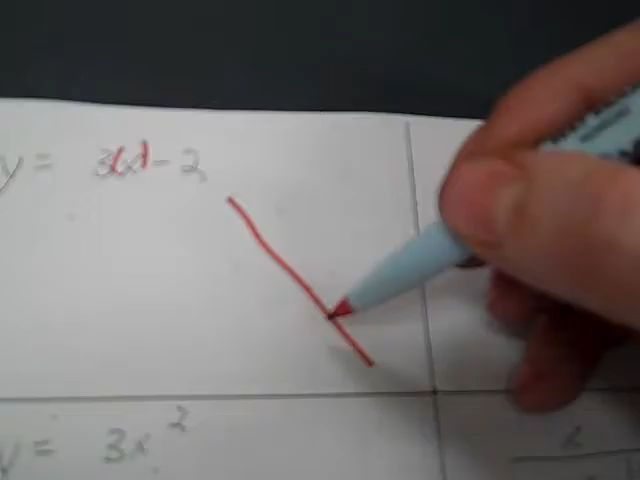 y = 3|x|-2
y = 3x²